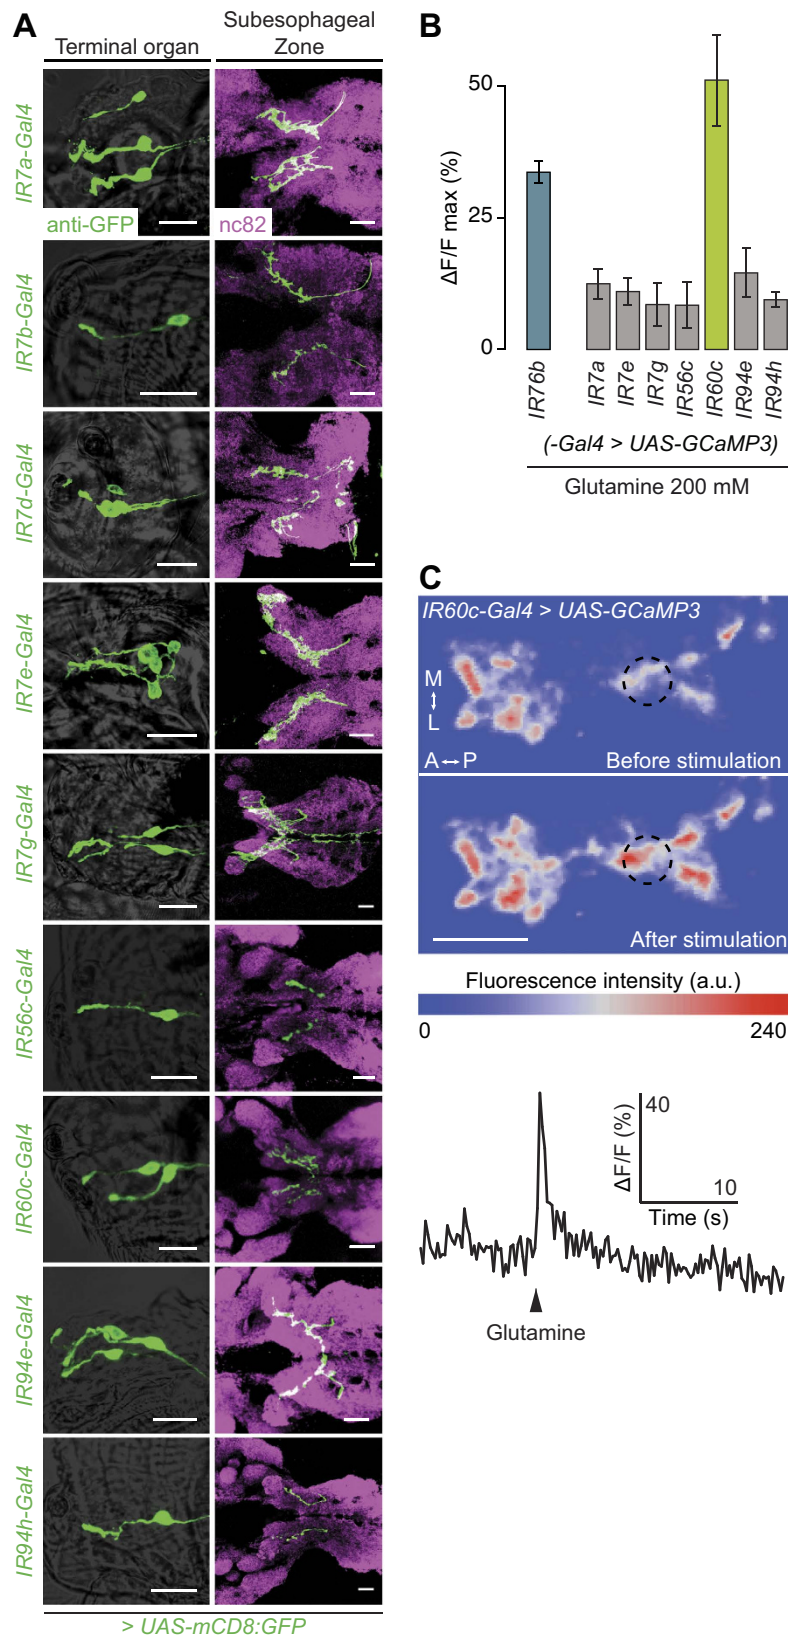 A
Terminal organ
Subesophageal
Zone
IR7a-Gal4
anti-GFP
nc82
IR7b-Gal4
IR7d-Gal4
IR7e-Gal4
IR7g-Gal4
IR56c-Gal4
IR60c-Gal4
IR94e-Gal4
IR94h-Gal4
> UAS-mCD8:GFP
B
ΔF/F max (%)
50
25
0
IR76b
IR7a
IR7e
IR7g
IR56c
IR60c
IR94e
IR94h
(-Gal4 > UAS-GCaMP3)
Glutamine 200 mM
C
IR60c-Gal4 > UAS-GCaMP3
M
L
A ↔ P
Before stimulation
After stimulation
Fluorescence intensity (a.u.)
0 240
ΔF/F (%)
40
10
Time (s)
Glutamine